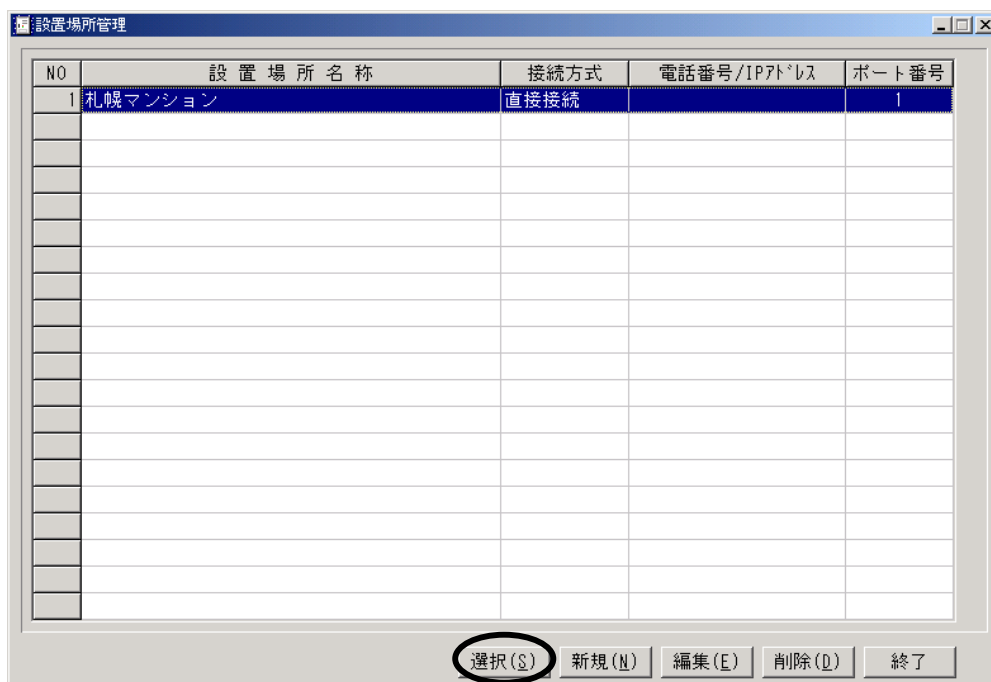 設置場所管理
NO 設 置 場 所 名 称 接続方式 電話番号/IPｱﾄﾞﾚｽ ポート番号
1 札幌マンション 直接接続 1
選択(S) 新規(N) 編集(E) 削除(D) 終了